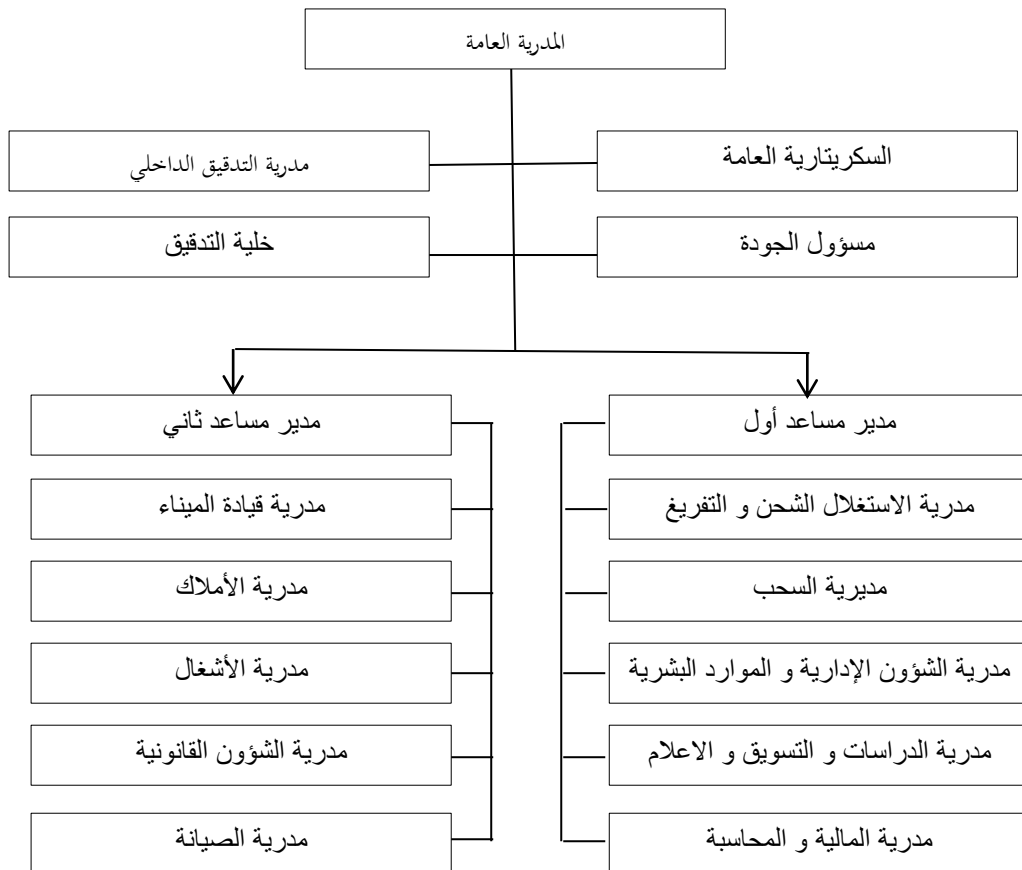 المدرية العامة
السكريتارية العامة
مدرية التدقيق الداخلي
مسؤول الجودة
خلية التدقيق
مدير مساعد أول
مدير مساعد ثاني
مدرية الاستغلال الشحن و التفريغ
مدرية قيادة الميناء
مديرية السحب
مدرية الأملاك
مدرية الشؤون الإدارية و الموارد البشرية
مدرية الأشغال
مدرية الدراسات و التسويق و الاعلام
مدرية الشؤون القانونية
مدرية المالية و المحاسبة
مدرية الصيانة